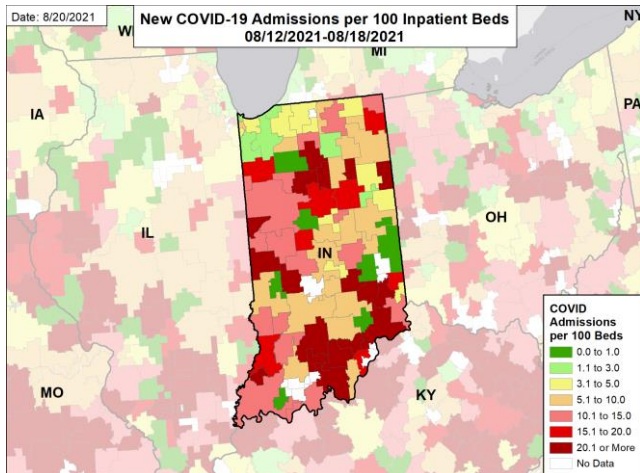 Date: 8/20/2021
New COVID-19 Admissions per 100 Inpatient Beds
08/12/2021-08/18/2021
WI
MI
NY
IA
PA
IL
IN
OH
MO
KY
COVID
Admissions
per 100 Beds
0.0 to 1.0
1.1 to 3.0
3.1 to 5.0
5.1 to 10.0
10.1 to 15.0
15.1 to 20.0
20.1 or More
No Data